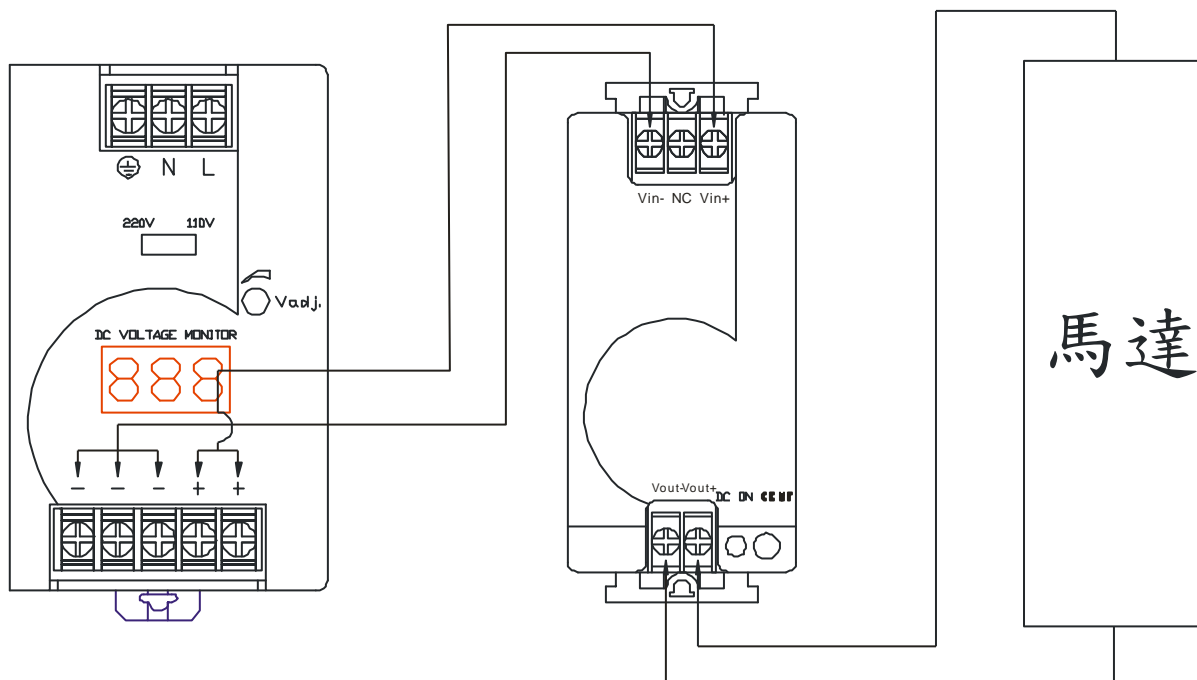 N L
220V 110V
Vadj.
DC VOLTAGE MONITOR
888
- - - + +
Vin- NC Vin+
Vout- Vout+
DC ON
馬達